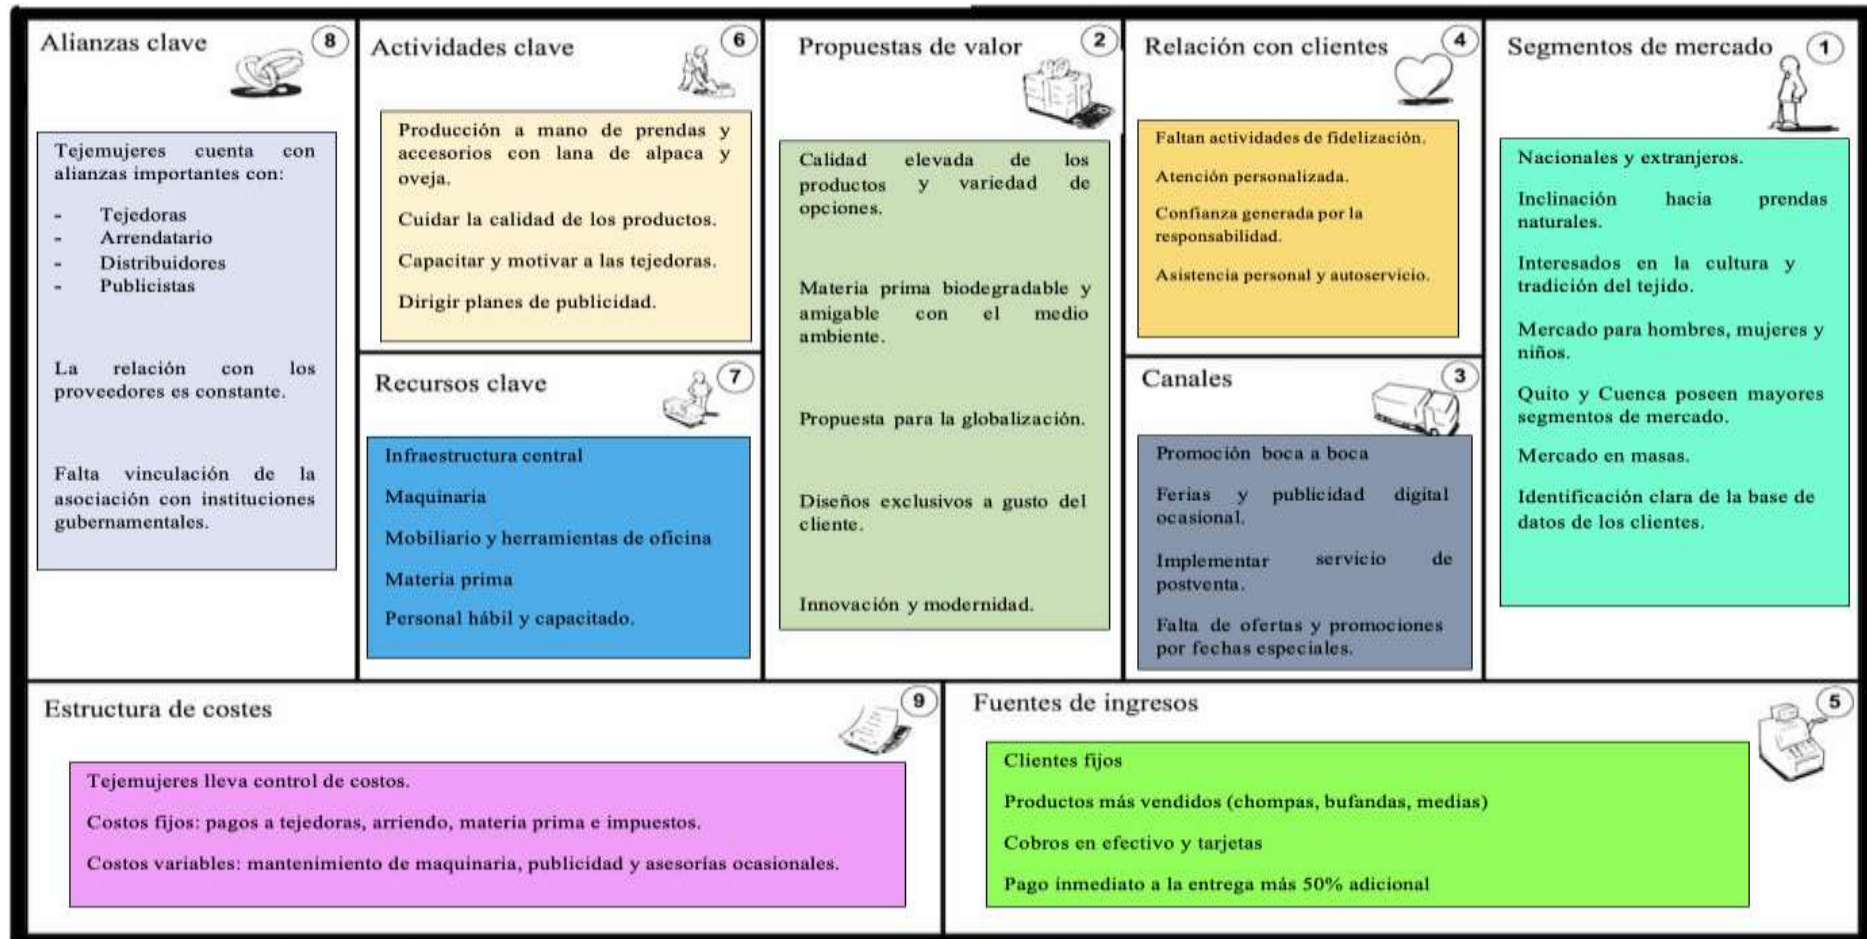 Alianzas clave
8
Tejemujeres cuenta con
alianzas importantes con:
- Tejedoras
- Arrendatario
- Distribuidores
- Publicistas
La relación con los
proveedores es constante.
Falta vinculación de la
asociación con instituciones
gubernamentales.
Actividades clave
6
Producción a mano de prendas y
accesorios con lana de alpaca y
oveja.
Cuidar la calidad de los productos.
Capacitar y motivar a las tejedoras.
Dirigir planes de publicidad.
Recursos clave
7
Infraestructura central
Maquinaria
Mobiliario y herramientas de oficina
Materia prima
Personal hábil y capacitado.
Propuestas de valor
2
Calidad elevada de los
productos y variedad de
opciones.
Materia prima biodegradable y
amigable con el medio
ambiente.
Propuesta para la globalización.
Diseños exclusivos a gusto del
cliente.
Innovación y modernidad.
Relación con clientes
4
Faltan actividades de fidelización.
Atención personalizada.
Confianza generada por la
responsabilidad.
Asistencia personal y autoservicio.
Canales
3
Promoción boca a boca
Ferias y publicidad digital
ocasional.
Implementar servicio de
postventa.
Falta de ofertas y promociones
por fechas especiales.
Segmentos de mercado
1
Nacionales y extranjeros.
Inclinación hacia prendas
naturales.
Interesados en la cultura y
tradición del tejido.
Mercado para hombres, mujeres y
niños.
Quito y Cuenca poseen mayores
segmentos de mercado.
Mercado en masas.
Identificación clara de la base de
datos de los clientes.
Estructura de costes
9
Tejemujeres lleva control de costos.
Costos fijos: pagos a tejedoras, arriendo, materia prima e impuestos.
Costos variables: mantenimiento de maquinaria, publicidad y asesorías ocasionales.
Fuentes de ingresos
5
Clientes fijos
Productos más vendidos (chompas, bufandas, medias)
Cobros en efectivo y tarjetas
Pago inmediato a la entrega más 50% adicional